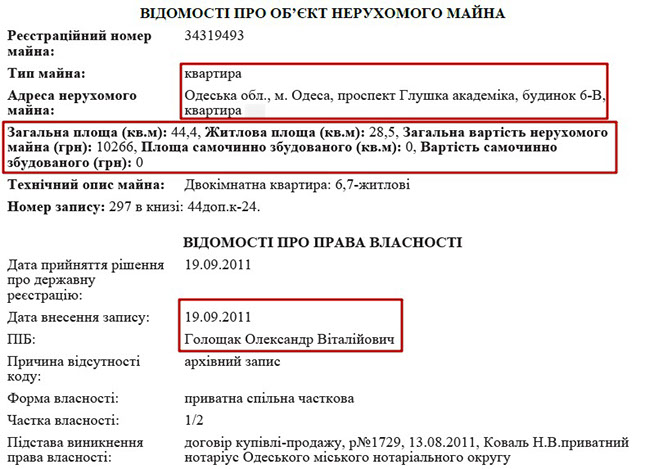 ВІДОМОСТІ ПРО ОБ’ЄКТ НЕРУХОМОГО МАЙНА
Реєстраційний номер майна: 34319493
Тип майна: квартира
Адреса нерухомого майна: Одеська обл., м. Одеса, проспект Глушка академіка, будинок 6-В, квартира
Загальна площа (кв.м): 44,4, Житлова площа (кв.м): 28,5, Загальна вартість нерухомого
майна (грн): 10266, Площа самочинно збудованого (кв.м): 0, Вартість самочинно
збудованого (грн): 0
Технічний опис майна: Двокімнатна квартира: 6,7-житлові
Номер запису: 297 в книзі: 44доп.к-24.
ВІДОМОСТІ ПРО ПРАВА ВЛАСНОСТІ
Дата прийняття рішення про державну реєстрацію: 19.09.2011
Дата внесення запису: 19.09.2011
ПІБ: Голощак Олександр Віталійович
Причина відсутності коду: архівний запис
Форма власності: приватна спільна часткова
Частка власності: 1/2
Підстава виникнення права власності: договір купівлі-продажу, р№1729, 13.08.2011, Коваль Н.В.приватний нотаріус Одеського міського нотаріального округу